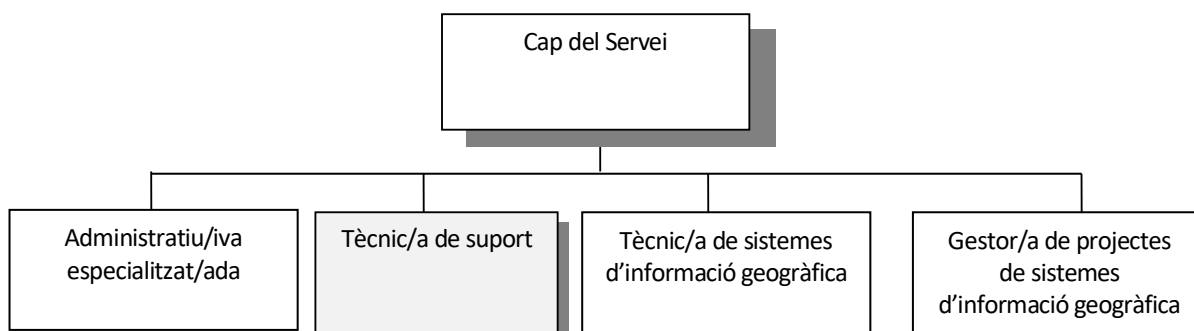 Cap del Servei
Administratiu/iva
especialitzat/ada
Tècnic/a de suport
Tècnic/a de sistemes
d’informació geogràfica
Gestor/a de projectes
de sistemes
d’informació geogràfica